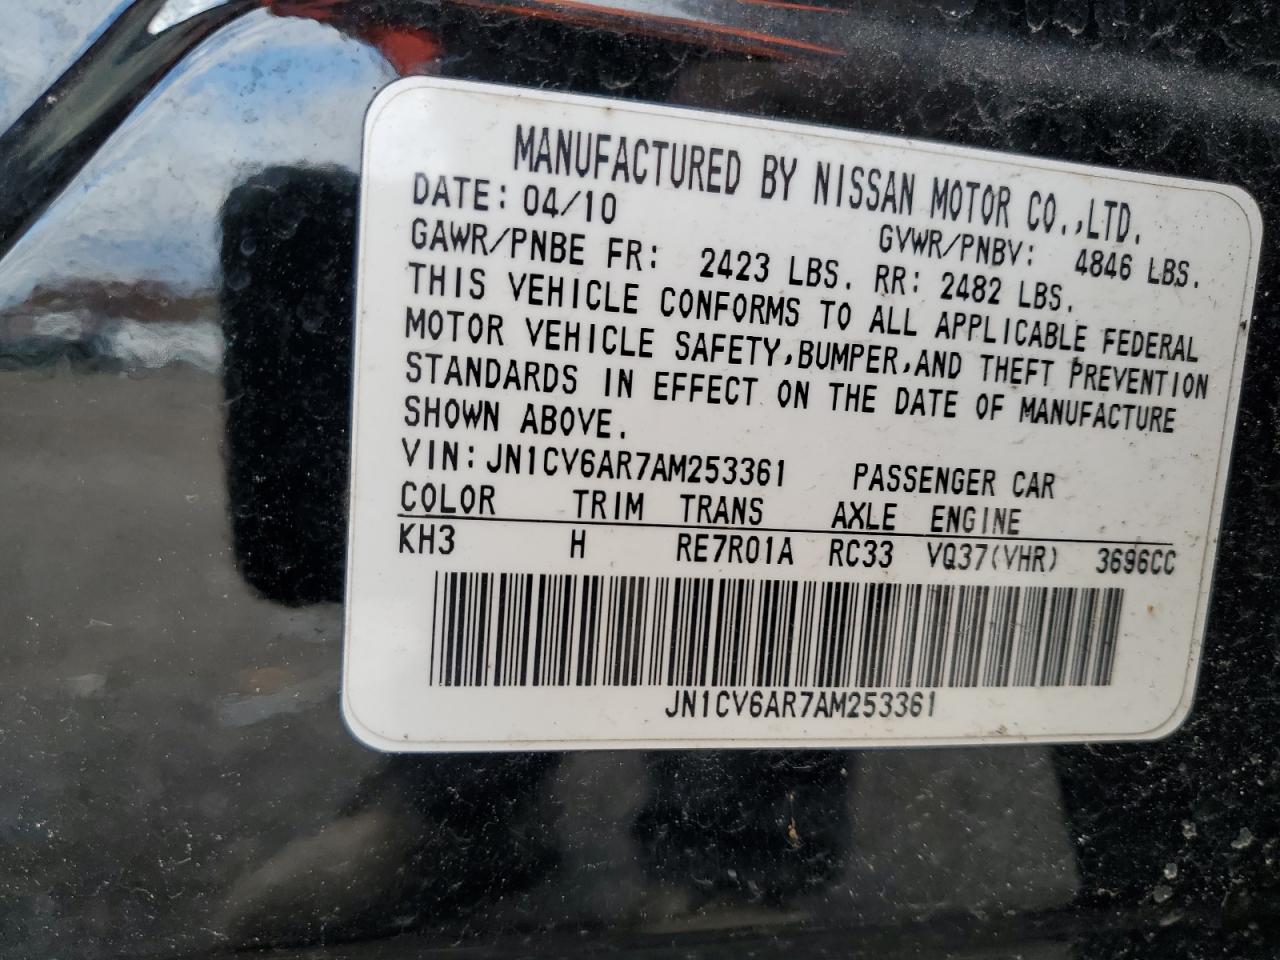 MANUFACTURED BY NISSAN MOTOR CO.,LTD.
DATE: 04/10 GVWR/PNBV: 4846 LBS.
GAWR/PNBE FR: 2423 LBS. RR: 2482 LBS.
THIS VEHICLE CONFORMS TO ALL APPLICABLE FEDERAL
MOTOR VEHICLE SAFETY,BUMPER,AND THEFT PREVENTION
STANDARDS IN EFFECT ON THE DATE OF MANUFACTURE
SHOWN ABOVE.
VIN: JN1CV6AR7AM253361 PASSENGER CAR
COLOR TRIM TRANS AXLE ENGINE
KH3 H RE7R01A RC33 VQ37(VHR) 3696CC
JN1CV6AR7AM253361